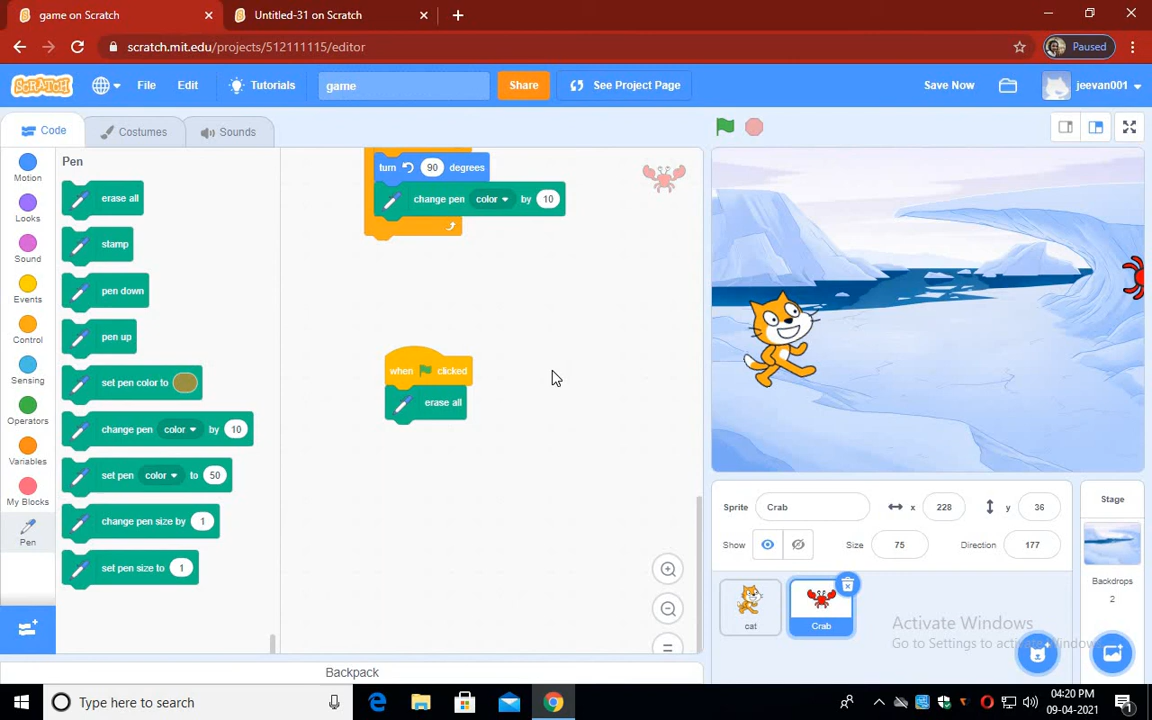 game on Scratch
Untitled-31 on Scratch
scratch.mit.edu/projects/512111115/editor
Paused
SCRATCH
File
Edit
Tutorials
game
Share
See Project Page
Save Now
jeevan001
Code
Costumes
Sounds
Motion
Looks
Sound
Events
Control
Sensing
Operators
Variables
My Blocks
Pen
Pen
erase all
stamp
pen down
pen up
set pen color to
change pen color by 10
set pen color to 50
change pen size by 1
set pen size to 1
turn 90 degrees
change pen color by 10
when clicked
erase all
Backpack
Sprite Crab x 228 y 36
Show Size 75 Direction 177
cat
Crab
Stage
Backdrops
2
Activate Windows
Go to Settings to activate Windows.
Type here to search
04:20 PM
09-04-2021
1